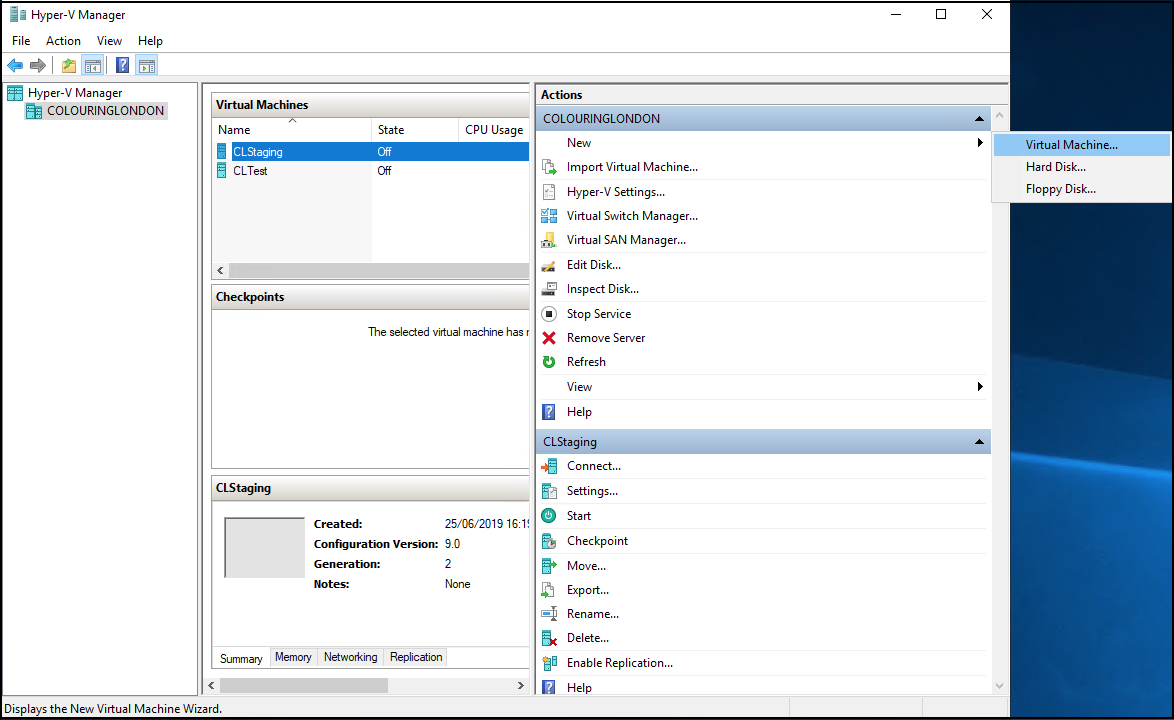 Hyper-V Manager
File Action View Help
Hyper-V Manager
COLOURINGLONDON
Virtual Machines
Name State CPU Usage
CLStaging Off
CLTest Off
Checkpoints
The selected virtual machine has
CLStaging
Created: 25/06/2019 16:19
Configuration Version: 9.0
Generation: 2
Notes: None
Summary Memory Networking Replication
Actions
COLOURINGLONDON
New
Import Virtual Machine...
Hyper-V Settings...
Virtual Switch Manager...
Virtual SAN Manager...
Edit Disk...
Inspect Disk...
Stop Service
Remove Server
Refresh
View
Help
CLStaging
Connect...
Settings...
Start
Checkpoint
Move...
Export...
Rename...
Delete...
Enable Replication...
Help
Virtual Machine...
Hard Disk...
Floppy Disk...
Displays the New Virtual Machine Wizard.